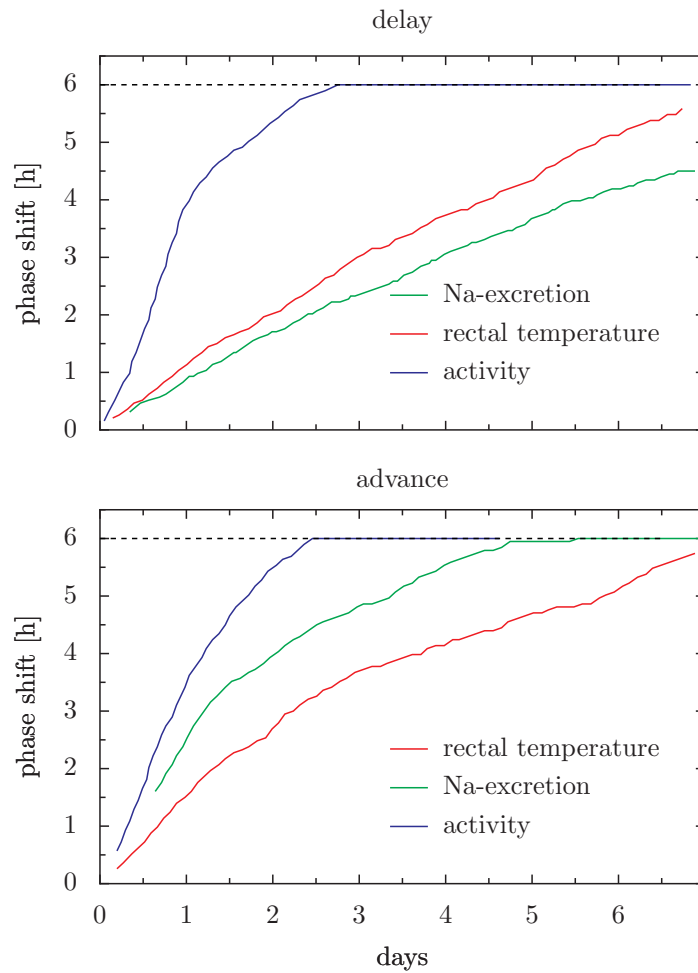 delay
6
5
4
3
2
1
0
phase shift [h]
Na-excretion
rectal temperature
activity
advance
6
5
4
3
2
1
0
phase shift [h]
rectal temperature
Na-excretion
activity
0 1 2 3 4 5 6
days